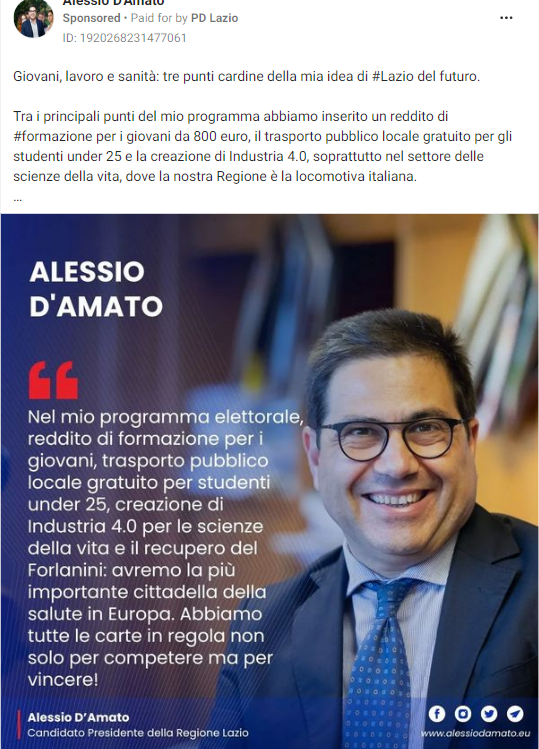 Alessio D'Amato
Sponsored • Paid for by PD Lazio
ID: 1920268231477061
Giovani, lavoro e sanità: tre punti cardine della mia idea di #Lazio del futuro.
Tra i principali punti del mio programma abbiamo inserito un reddito di
#formazione per i giovani da 800 euro, il trasporto pubblico locale gratuito per gli
studenti under 25 e la creazione di Industria 4.0, soprattutto nel settore delle
scienze della vita, dove la nostra Regione è la locomotiva italiana.
...
ALESSIO
D'AMATO
Nel mio programma elettorale,
reddito di formazione per i
giovani, trasporto pubblico
locale gratuito per studenti
under 25, creazione di
Industria 4.0 per le scienze
della vita e il recupero del
Forlanini: avremo la più
importante cittadella della
salute in Europa. Abbiamo
tutte le carte in regola non
solo per competere ma per
vincere!
Alessio D'Amato
Candidato Presidente della Regione Lazio
www.alessiodamato.eu